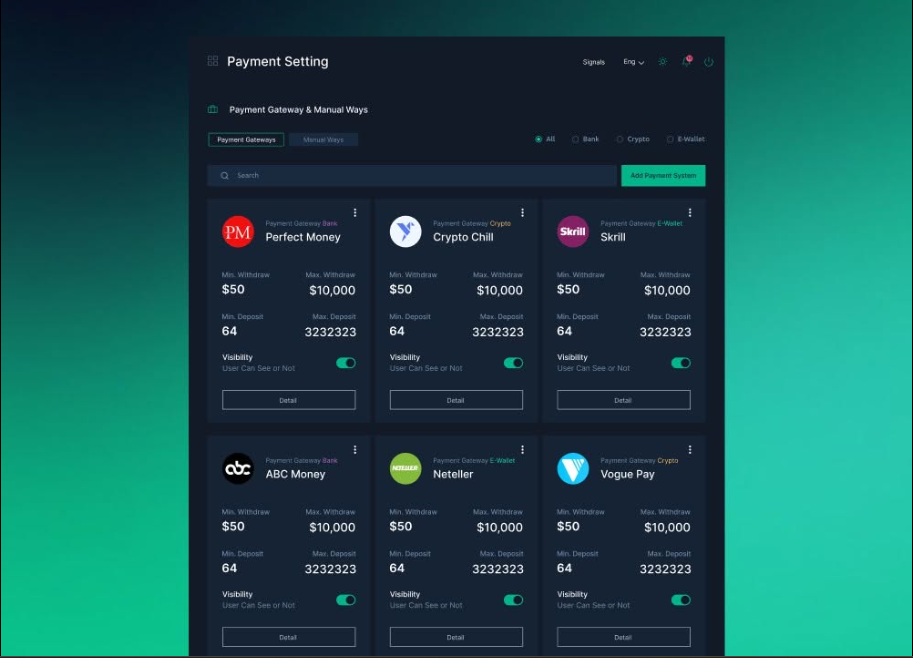 Payment Setting
Signals Eng
Payment Gateway & Manual Ways
Payment Gateways Manual Ways All Bank Crypto E-Wallet
Search Add Payment System
PM Payment Gateway Bank Perfect Money
Payment Gateway Crypto Crypto Chill
Skrill Payment Gateway E-Wallet Skrill
Min. Withdraw Max. Withdraw Min. Withdraw Max. Withdraw Min. Withdraw Max. Withdraw
$50 $10,000 $50 $10,000 $50 $10,000
Min. Deposit Max. Deposit Min. Deposit Max. Deposit Min. Deposit Max. Deposit
64 3232323 64 3232323 64 3232323
Visibility Visibility Visibility
User Can See or Not User Can See or Not User Can See or Not
Detail Detail Detail
abc Payment Gateway Bank ABC Money
NETELLER Payment Gateway E-Wallet Neteller
Payment Gateway Crypto Vogue Pay
Min. Withdraw Max. Withdraw Min. Withdraw Max. Withdraw Min. Withdraw Max. Withdraw
$50 $10,000 $50 $10,000 $50 $10,000
Min. Deposit Max. Deposit Min. Deposit Max. Deposit Min. Deposit Max. Deposit
64 3232323 64 3232323 64 3232323
Visibility Visibility Visibility
User Can See or Not User Can See or Not User Can See or Not
Detail Detail Detail